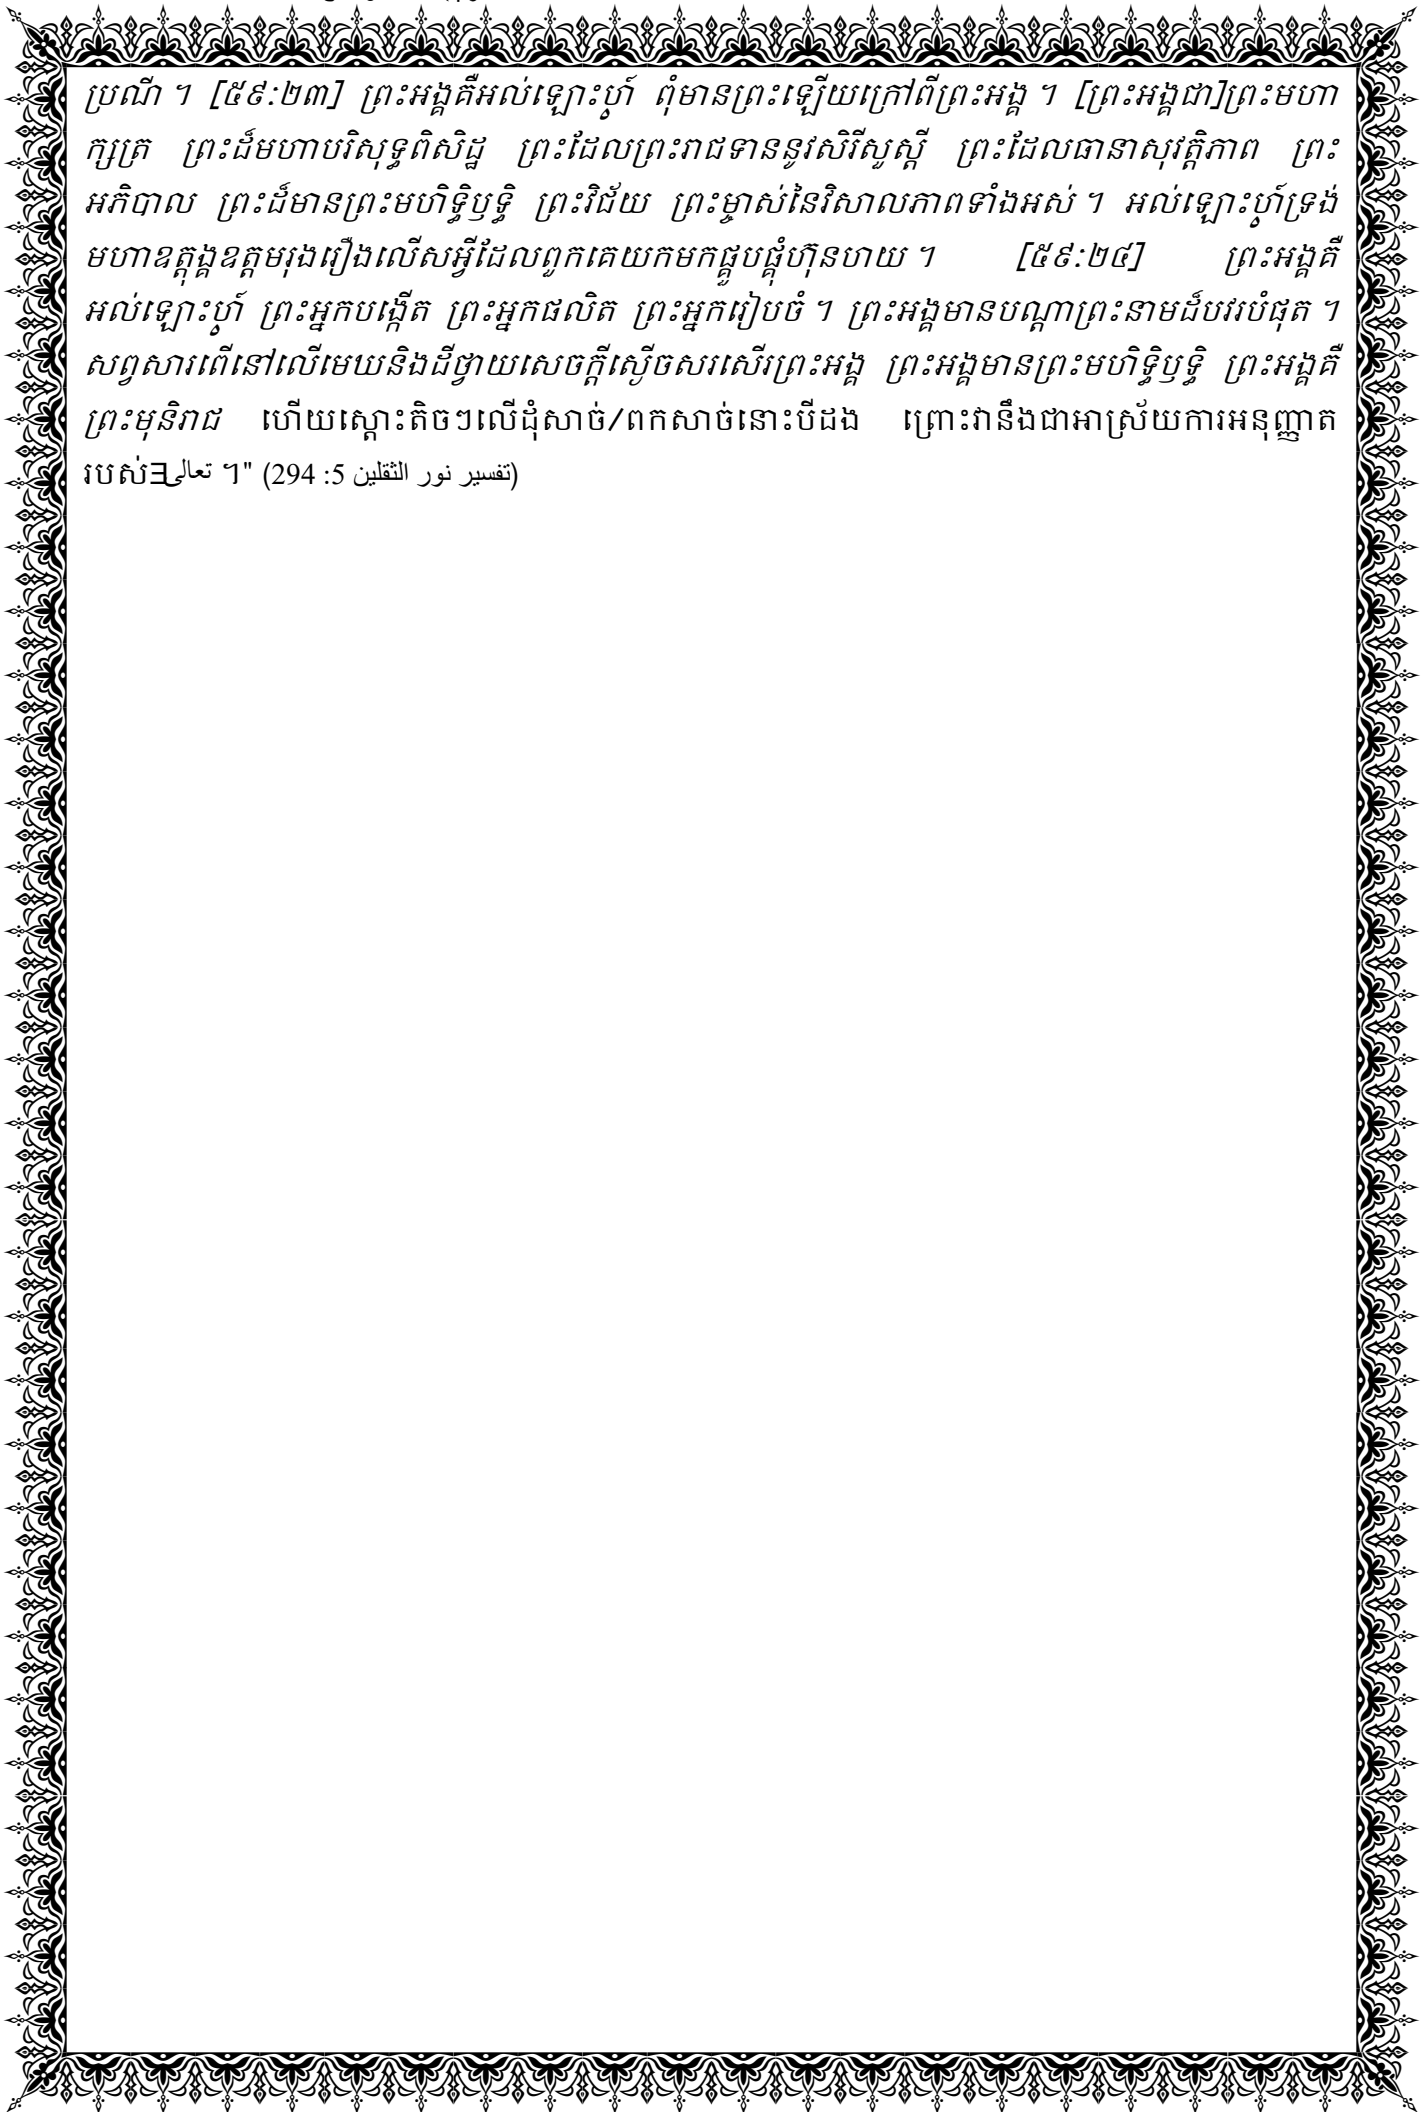 ប្រណី ។ [៥៩:២៣] ព្រះអង្គគឺអល់ឡោះហ្វ៍ ពុំមានព្រះឡើយក្រៅពីព្រះអង្គ ។ [ព្រះអង្គជា]ព្រះមហា
ក្សត្រ ព្រះដ៏មហាបរិសុទ្ធពិសិដ្ឋ ព្រះដែលព្រះរាជទាននូវសិរីសួស្តី ព្រះដែលធានាសុវត្ថិភាព ព្រះ
អភិបាល ព្រះដ៏មានព្រះមហិទ្ធិឫទ្ធិ ព្រះវិជ័យ ព្រះម្ចាស់នៃវិសាលភាពទាំងអស់ ។ អល់ឡោះហ្វ៍ទ្រង់
មហាឧត្តុង្គឧត្តមរុងរឿងលើសអ្វីដែលពួកគេយកមកផ្គូបផ្គុំហ៊ុនហយ ។ [៥៩:២៤] ព្រះអង្គគឺ
អល់ឡោះហ្វ៍ ព្រះអ្នកបង្កើត ព្រះអ្នកផលិត ព្រះអ្នករៀបចំ ។ ព្រះអង្គមានបណ្តាព្រះនាមដ៏បវរបំផុត ។
សព្វសារពើនៅលើមេឃនិងដីថ្វាយសេចក្តីស្ងើចសរសើរព្រះអង្គ ព្រះអង្គមានព្រះមហិទ្ធិឫទ្ធិ ព្រះអង្គគឺ
ព្រះមុនិរាជ ហើយស្តោះតិចៗលើដុំសាច់/ពកសាច់នោះបីដង ព្រោះវានឹងជាអាស្រ័យការអនុញ្ញាត
របស់ تعالى ។" (تفسير نور الثقلين 5: 294)